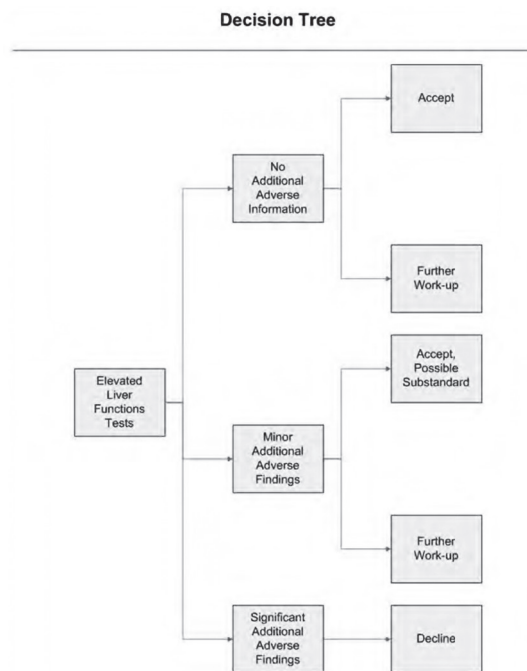 Decision Tree
Accept
No
Additional
Adverse
Information
Further
Work-up
Accept,
Possible
Substandard
Elevated
Liver
Functions
Tests
Minor
Additional
Adverse
Findings
Further
Work-up
Significant
Additional
Adverse
Findings
Decline